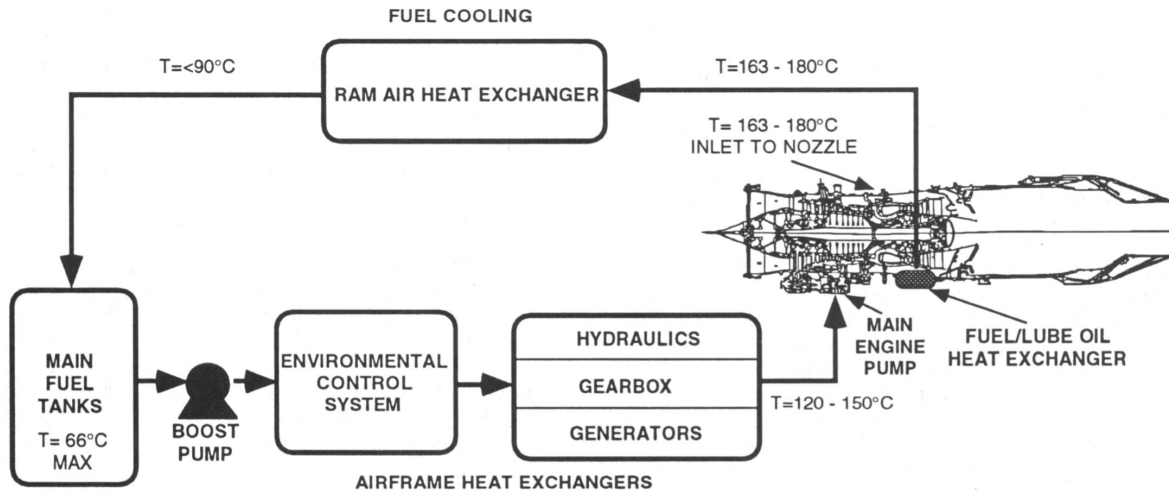 FUEL COOLING
T=<90°C
RAM AIR HEAT EXCHANGER
T=163 - 180°C
T= 163-180°C
INLET TO NOZZLE
MAIN
FUEL
TANKS
T= 66°C
MAX
BOOST
PUMP
ENVIRONMENTAL
CONTROL
SYSTEM
HYDRAULICS
GEARBOX
GENERATORS
T=120 - 150°C
MAIN
ENGINE
PUMP
FUEL/LUBE OIL
HEAT EXCHANGER
AIRFRAME HEAT EXCHANGERS